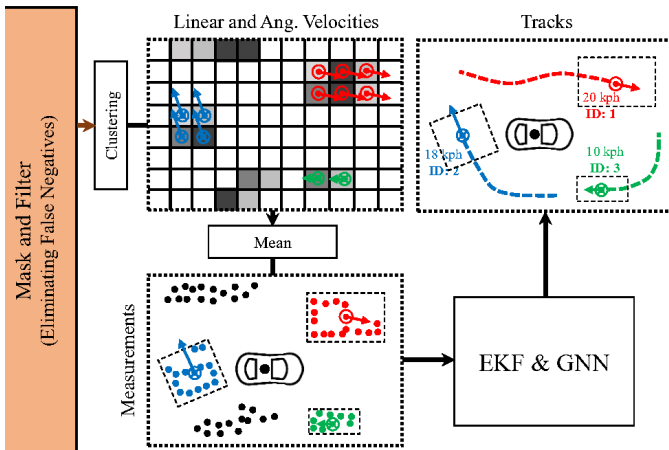 Mask and Filter
(Eliminating False Negatives)
Clustering
Linear and Ang. Velocities
Mean
Measurements
EKF & GNN
Tracks
20 kph
ID: 1
18 kph
ID: 2
10 kph
ID: 3